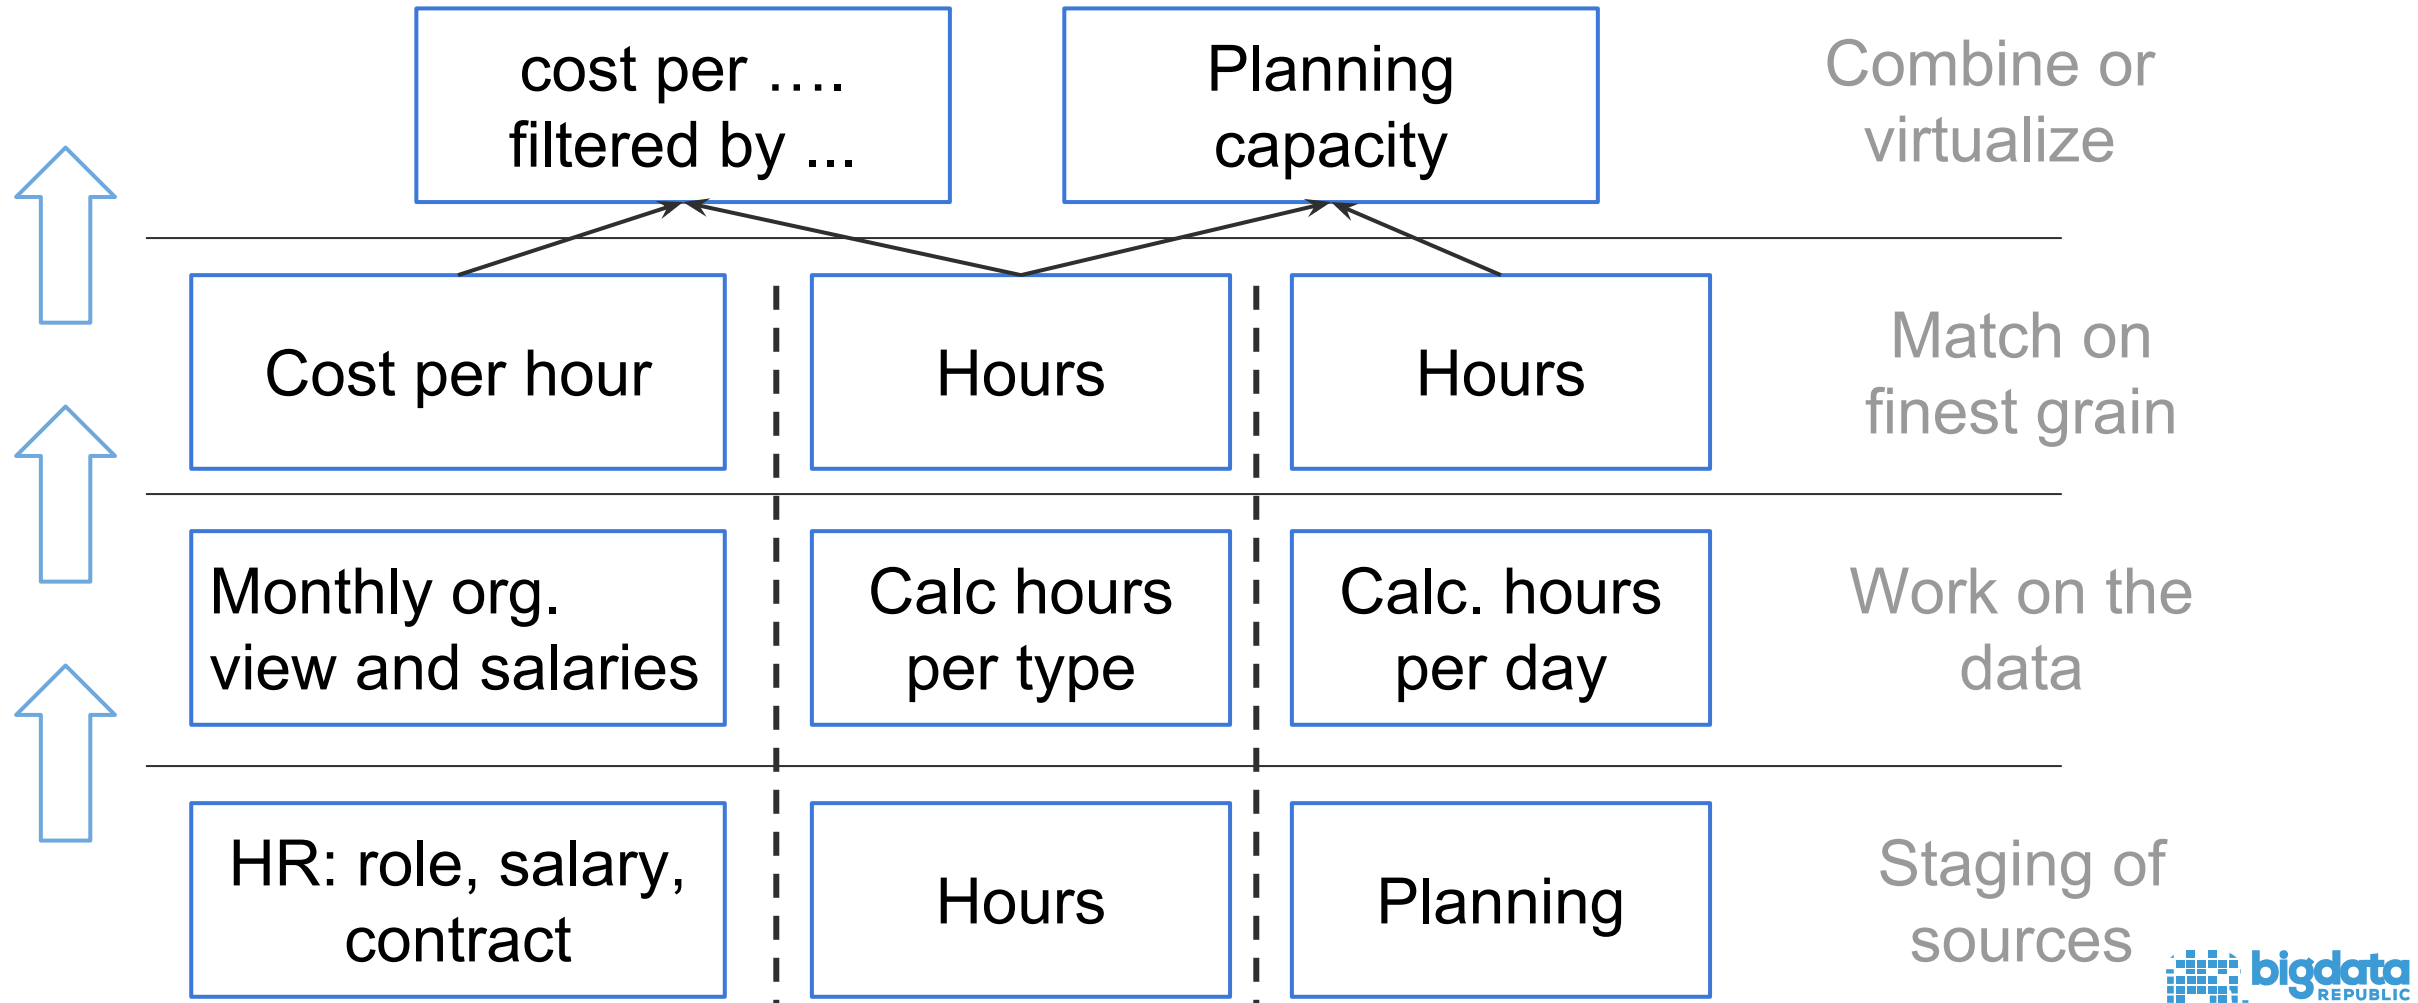 cost per ....
filtered by ...
Planning
capacity
Combine or
virtualize
Cost per hour
Hours
Hours
Match on
finest grain
Monthly org.
view and salaries
Calc hours
per type
Calc. hours
per day
Work on the
data
HR: role, salary,
contract
Hours
Planning
Staging of
sources
bigdata
REPUBLIC